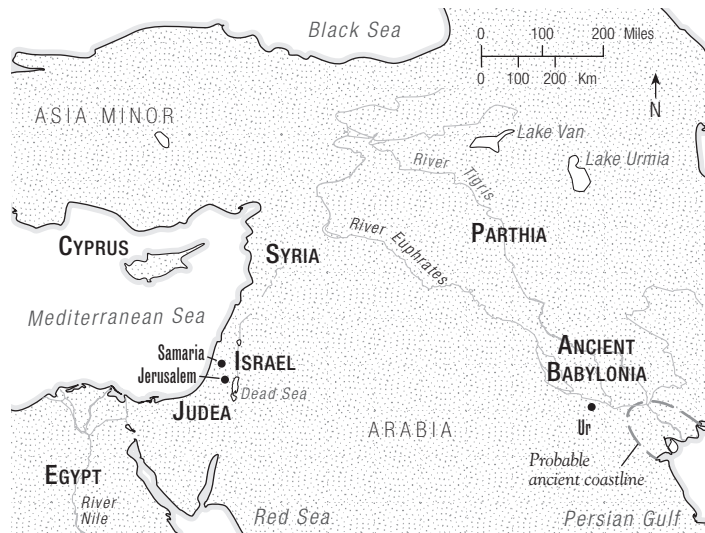 Black Sea
0 100 200 Miles
0 100 200 Km
N
ASIA MINOR
Lake Van
Lake Urmia
River Tigris
CYPRUS
SYRIA
River Euphrates
PARTHIA
Mediterranean Sea
Samaria
ISRAEL
Jerusalem
Dead Sea
JUDEA
ANCIENT
BABYLONIA
Ur
ARABIA
EGYPT
River
Nile
Red Sea
Probable
ancient coastline
Persian Gulf